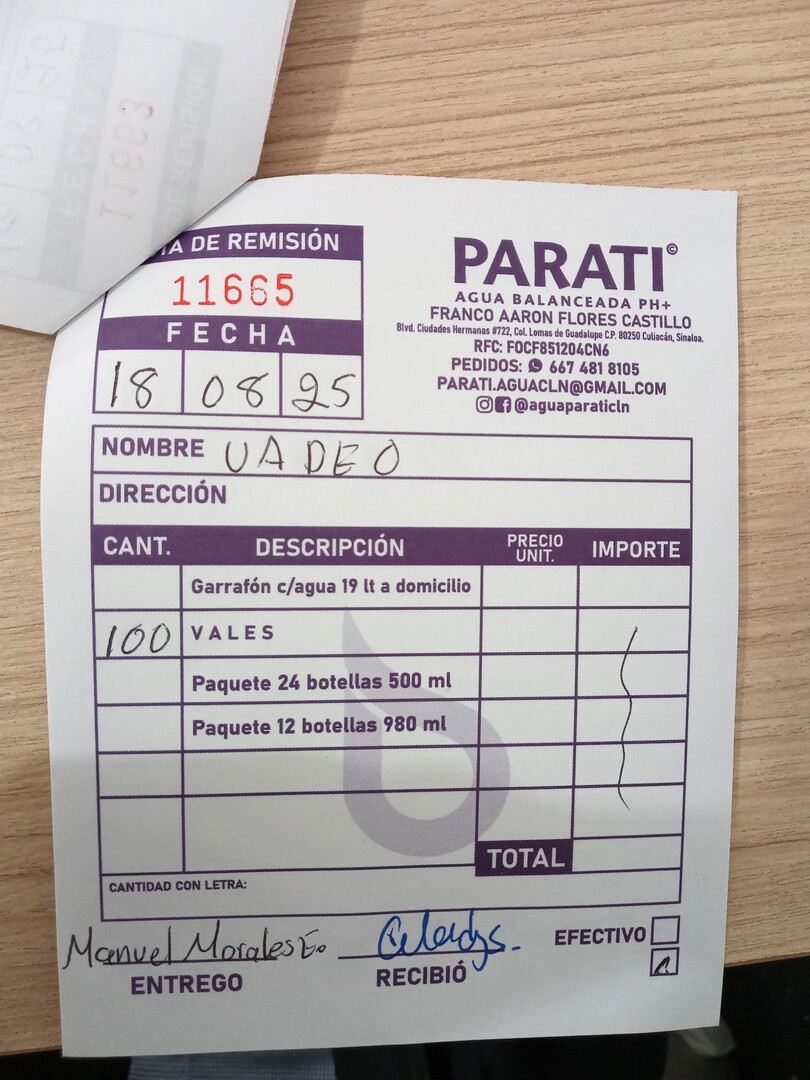 TA DE REMISIÓN
11665
FECHA
18 08 25
PARATI©
AGUA BALANCEADA PH+
FRANCO AARON FLORES CASTILLO
Blvd. Ciudades Hermanas #722, Col. Lomas de Guadalupe C.P. 80250 Culiacán, Sinaloa.
RFC: FOCF851204CN6
PEDIDOS: 667 481 8105
PARATI.AGUACLN@GMAIL.COM
@aguaparaticln
NOMBRE UADEO
DIRECCIÓN
CANT. DESCRIPCIÓN PRECIO UNIT. IMPORTE
Garrafón c/agua 19 lt a domicilio
100 VALES
Paquete 24 botellas 500 ml
Paquete 12 botellas 980 ml
TOTAL
CANTIDAD CON LETRA:
Manuel Morales
ENTREGO
RECIBIÓ
EFECTIVO
11663
FECHA